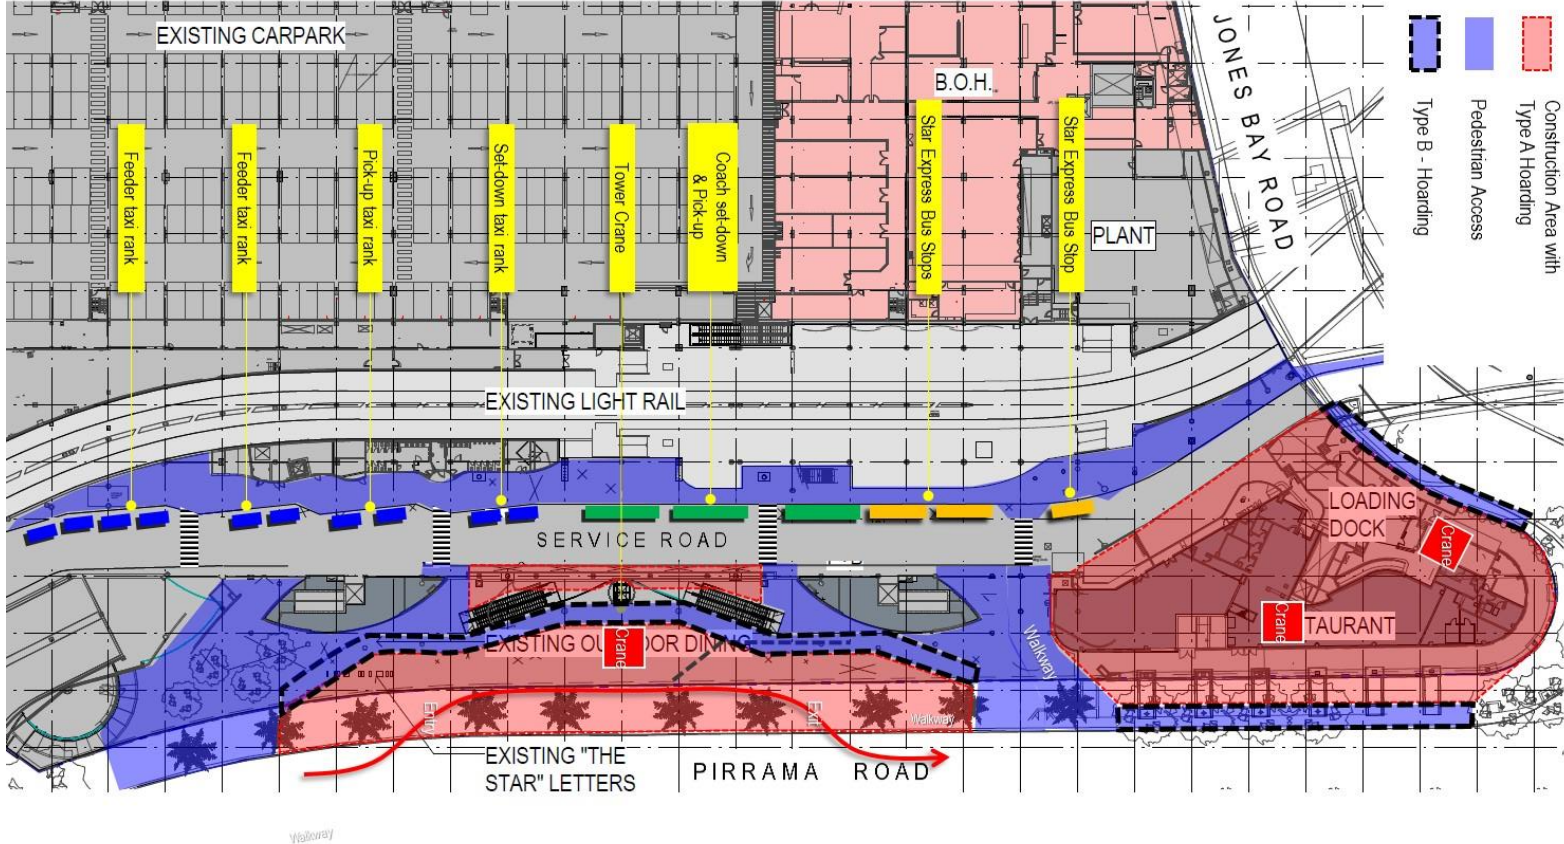 EXISTING CARPARK
B.O.H.
JONES BAY ROAD
Construction Area with
Type A Hoarding
Pedestrian Access
Type B - Hoarding
Feeder taxi rank
Feeder taxi rank
Pick-up taxi rank
Set-down taxi rank
Tower Crane
Coach set-down
& Pick-up
Star Express Bus Stops
Star Express Bus Stop
PLANT
EXISTING LIGHT RAIL
LOADING
DOCK
Crane
SERVICE ROAD
Crane
TAURANT
EXISTING OU
OOR DINING
Crane
Walkway
Entry
Exit
Walkway
EXISTING "THE
STAR" LETTERS
PIRRAMA ROAD
Walkway